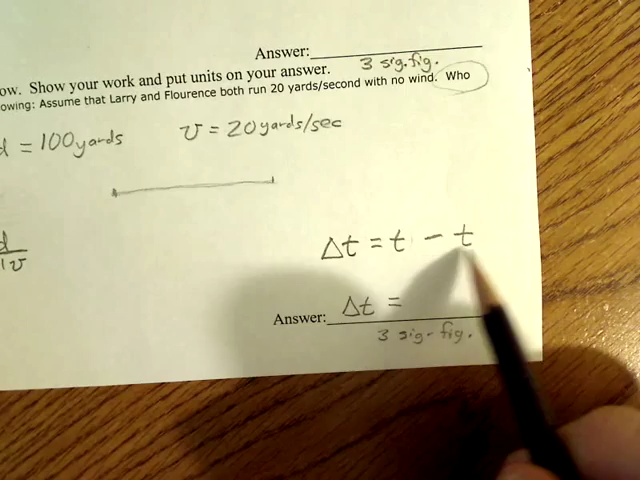 Answer:
3 sig. fig.
ow. Show your work and put units on your answer.
owing: Assume that Larry and Flourence both run 20 yards/second with no wind. Who
d = 100 yards v = 20 yards/sec
Δt = t - t
d
v
Answer: Δt =
3 sig. fig.